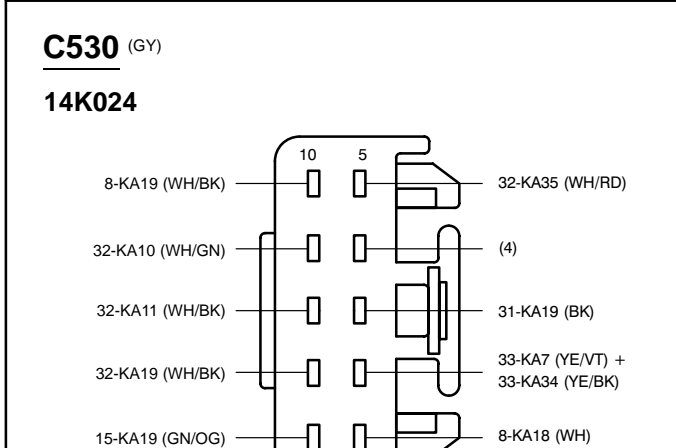 C530 (GY)
14K024
10 5
8-KA19 (WH/BK) 32-KA35 (WH/RD)
32-KA10 (WH/GN) (4)
32-KA11 (WH/BK) 31-KA19 (BK)
32-KA19 (WH/BK) 33-KA7 (YE/VT) +
33-KA34 (YE/BK)
15-KA19 (GN/OG) 8-KA18 (WH)